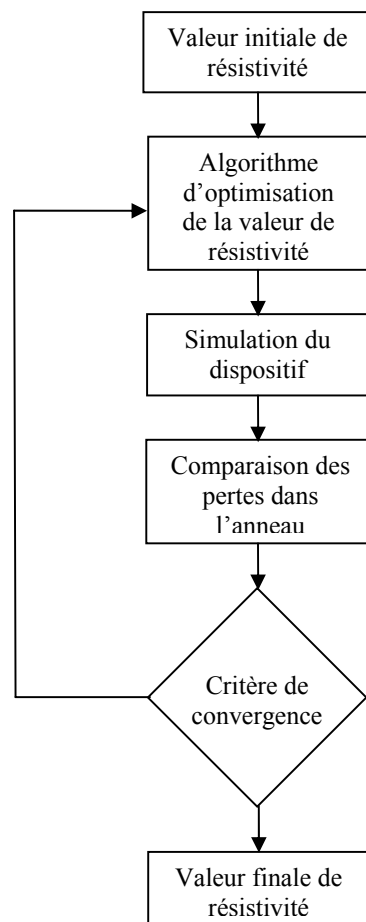 Valeur initiale de
résistivité
Algorithme
d’optimisation
de la valeur de
résistivité
Simulation du
dispositif
Comparaison des
pertes dans
l’anneau
Critère de
convergence
Valeur finale de
résistivité